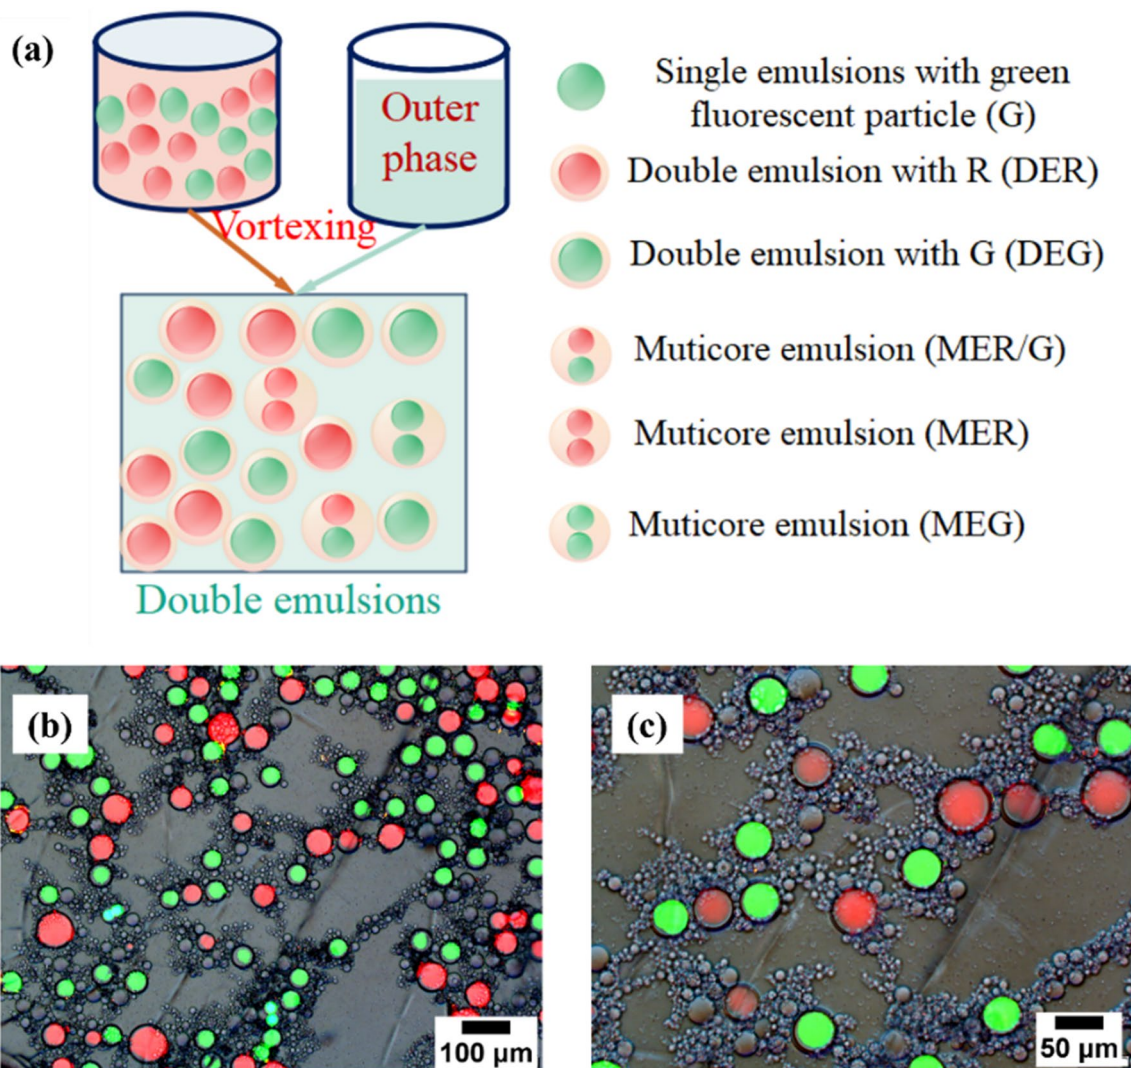 (a)
Outer
phase
Vortexing
Double emulsions
Single emulsions with green
fluorescent particle (G)
Double emulsion with R (DER)
Double emulsion with G (DEG)
Muticore emulsion (MER/G)
Muticore emulsion (MER)
Muticore emulsion (MEG)
(b)
100 μm
(c)
50 μm